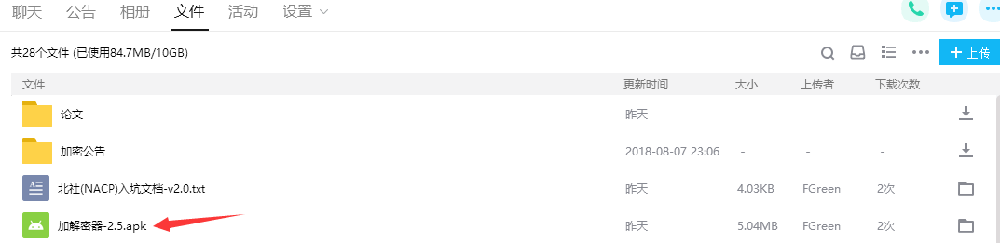 聊天 公告 相册 文件 活动 设置
共28个文件 (已使用84.7MB/10GB) 上传
文件 更新时间 大小 上传者 下载次数
论文 昨天 - - -
加密公告 2018-08-07 23:06 - - -
北社(NACP)入坑文档-v2.0.txt 昨天 4.03KB FGreen 2次
加解密器-2.5.apk 昨天 5.04MB FGreen 2次